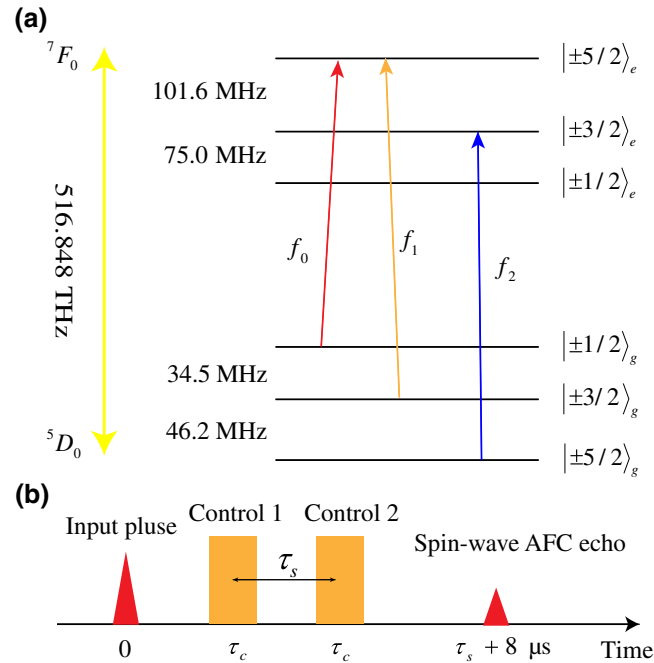 (a)
⁷F₀
101.6 MHz
75.0 MHz
516.848 THz
34.5 MHz
46.2 MHz
⁵D₀
f₀
f₁
f₂
|±5/2⟩ₑ
|±3/2⟩ₑ
|±1/2⟩ₑ
|±1/2⟩g
|±3/2⟩g
|±5/2⟩g
(b)
Input pluse
Control 1
Control 2
Spin-wave AFC echo
τₛ
0
τ_c
τ_c
τₛ + 8 μs
Time